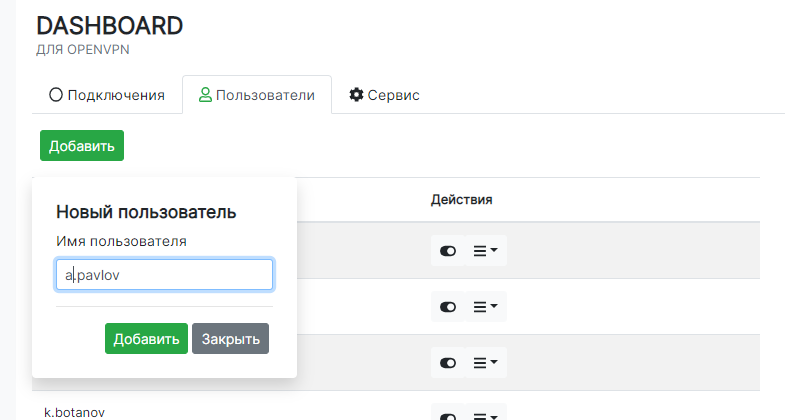 DASHBOARD
ДЛЯ OPENVPN
Подключения Пользователи Сервис
Добавить
Действия
Новый пользователь
Имя пользователя
a.pavlov
Добавить Закрыть
k.botanov